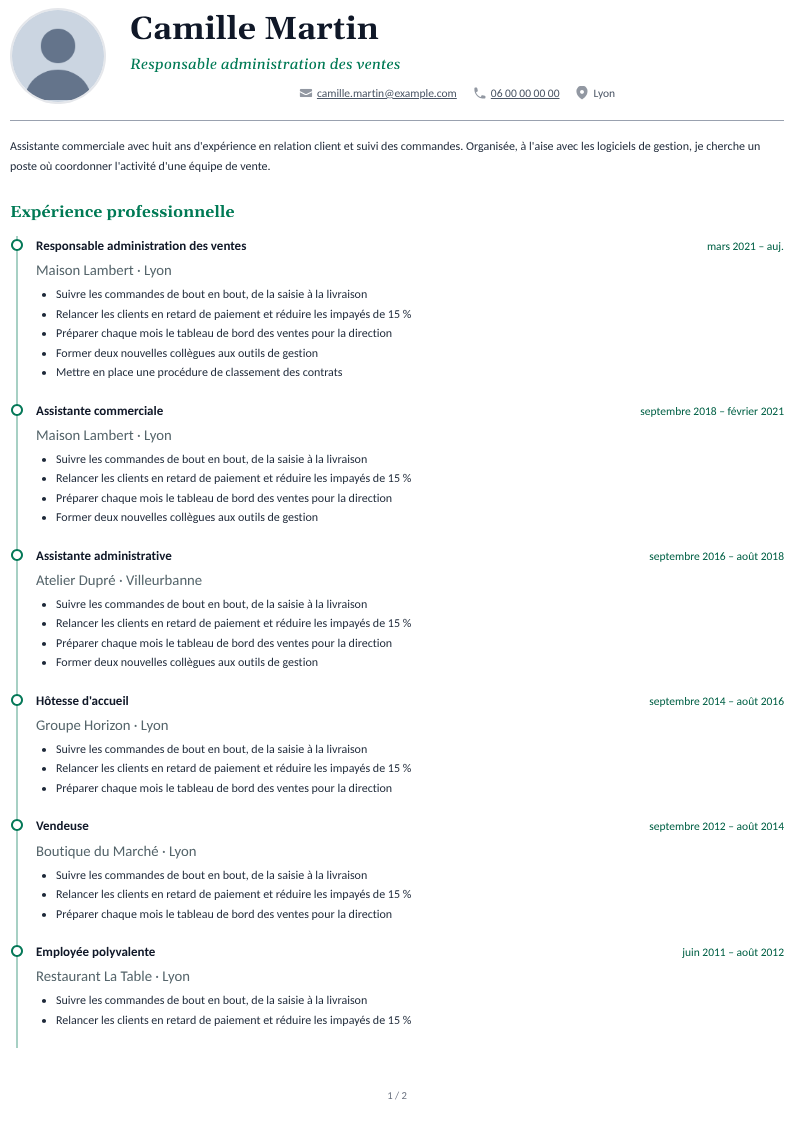 Camille Martin
Responsable administration des ventes
camille.martin@example.com 06 00 00 00 00 Lyon
Assistante commerciale avec huit ans d'expérience en relation client et suivi des commandes. Organisée, à l'aise avec les logiciels de gestion, je cherche un
poste où coordonner l'activité d'une équipe de vente.
Expérience professionnelle
Responsable administration des ventes mars 2021 – auj.
Maison Lambert · Lyon
• Suivre les commandes de bout en bout, de la saisie à la livraison
• Relancer les clients en retard de paiement et réduire les impayés de 15 %
• Préparer chaque mois le tableau de bord des ventes pour la direction
• Former deux nouvelles collègues aux outils de gestion
• Mettre en place une procédure de classement des contrats
Assistante commerciale septembre 2018 – février 2021
Maison Lambert · Lyon
• Suivre les commandes de bout en bout, de la saisie à la livraison
• Relancer les clients en retard de paiement et réduire les impayés de 15 %
• Préparer chaque mois le tableau de bord des ventes pour la direction
• Former deux nouvelles collègues aux outils de gestion
Assistante administrative septembre 2016 – août 2018
Atelier Dupré · Villeurbanne
• Suivre les commandes de bout en bout, de la saisie à la livraison
• Relancer les clients en retard de paiement et réduire les impayés de 15 %
• Préparer chaque mois le tableau de bord des ventes pour la direction
• Former deux nouvelles collègues aux outils de gestion
Hôtesse d'accueil septembre 2014 – août 2016
Groupe Horizon · Lyon
• Suivre les commandes de bout en bout, de la saisie à la livraison
• Relancer les clients en retard de paiement et réduire les impayés de 15 %
• Préparer chaque mois le tableau de bord des ventes pour la direction
Vendeuse septembre 2012 – août 2014
Boutique du Marché · Lyon
• Suivre les commandes de bout en bout, de la saisie à la livraison
• Relancer les clients en retard de paiement et réduire les impayés de 15 %
• Préparer chaque mois le tableau de bord des ventes pour la direction
Employée polyvalente juin 2011 – août 2012
Restaurant La Table · Lyon
• Suivre les commandes de bout en bout, de la saisie à la livraison
• Relancer les clients en retard de paiement et réduire les impayés de 15 %
1 / 2